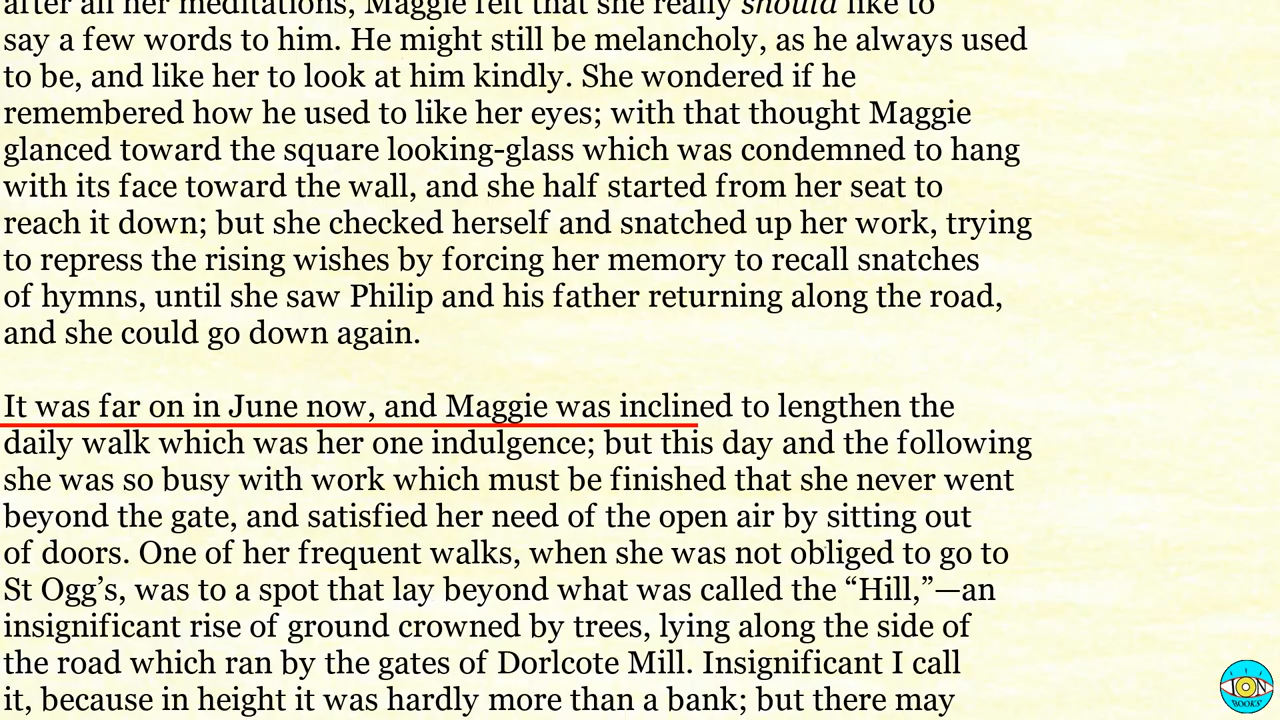 after all her meditations, Maggie felt that she really should like to
say a few words to him. He might still be melancholy, as he always used
to be, and like her to look at him kindly. She wondered if he
remembered how he used to like her eyes; with that thought Maggie
glanced toward the square looking-glass which was condemned to hang
with its face toward the wall, and she half started from her seat to
reach it down; but she checked herself and snatched up her work, trying
to repress the rising wishes by forcing her memory to recall snatches
of hymns, until she saw Philip and his father returning along the road,
and she could go down again.
It was far on in June now, and Maggie was inclined to lengthen the
daily walk which was her one indulgence; but this day and the following
she was so busy with work which must be finished that she never went
beyond the gate, and satisfied her need of the open air by sitting out
of doors. One of her frequent walks, when she was not obliged to go to
St Ogg’s, was to a spot that lay beyond what was called the “Hill,”—an
insignificant rise of ground crowned by trees, lying along the side of
the road which ran by the gates of Dorlcote Mill. Insignificant I call
it, because in height it was hardly more than a bank; but there may
ION
BOOKS